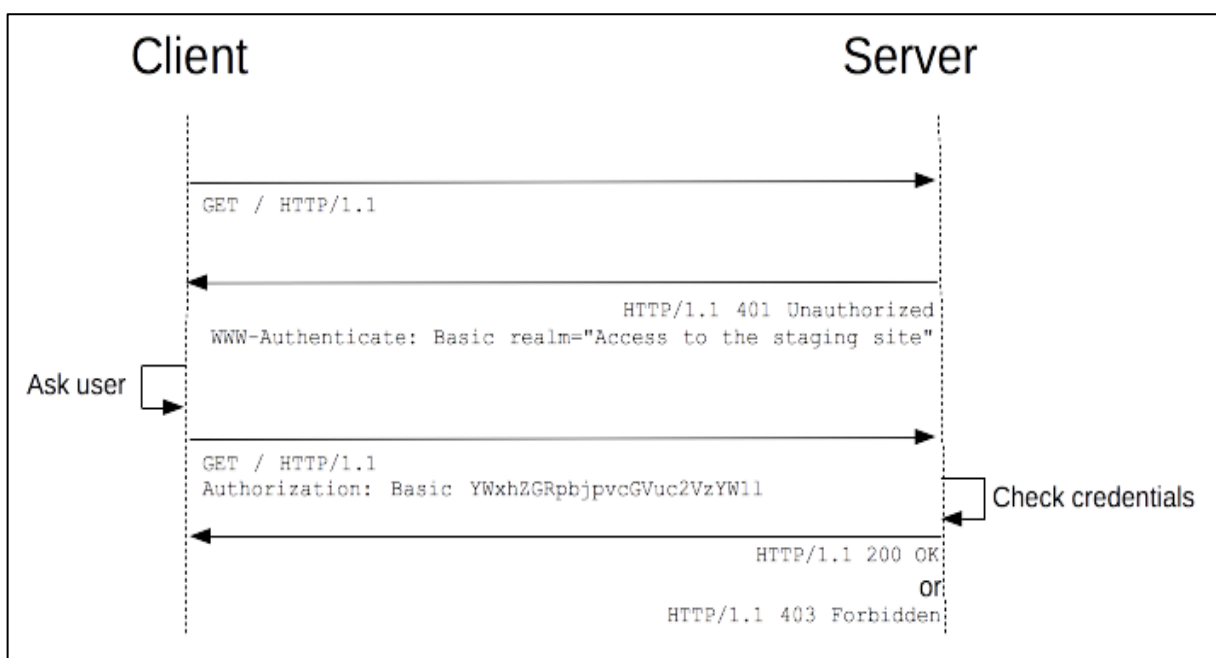 Client
Server
GET / HTTP/1.1
HTTP/1.1 401 Unauthorized
WWW-Authenticate: Basic realm="Access to the staging site"
Ask user
GET / HTTP/1.1
Authorization: Basic YWxhZGRpbjpvcGVuc2VzYW1l
Check credentials
HTTP/1.1 200 OK
or
HTTP/1.1 403 Forbidden